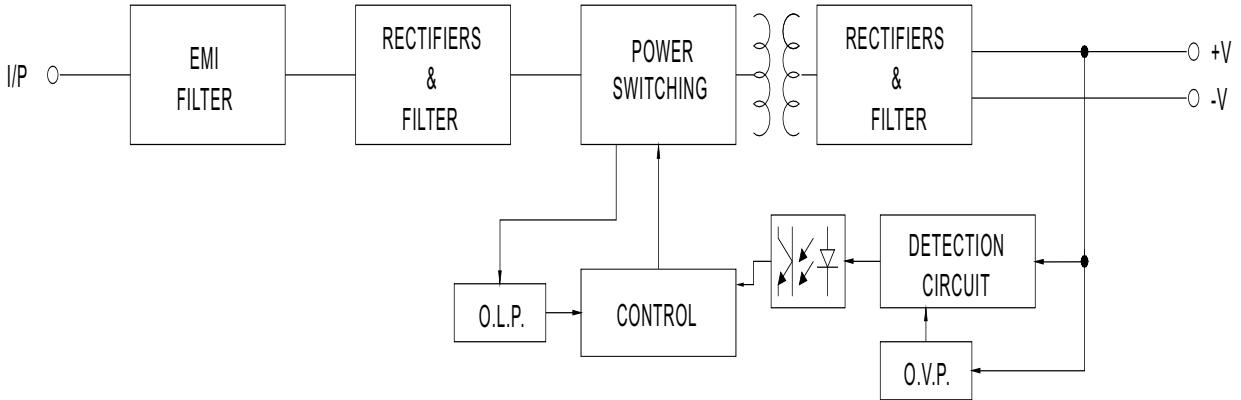 I/P
EMI
FILTER
RECTIFIERS
&
FILTER
POWER
SWITCHING
RECTIFIERS
&
FILTER
+V
-V
O.L.P.
CONTROL
DETECTION
CIRCUIT
O.V.P.